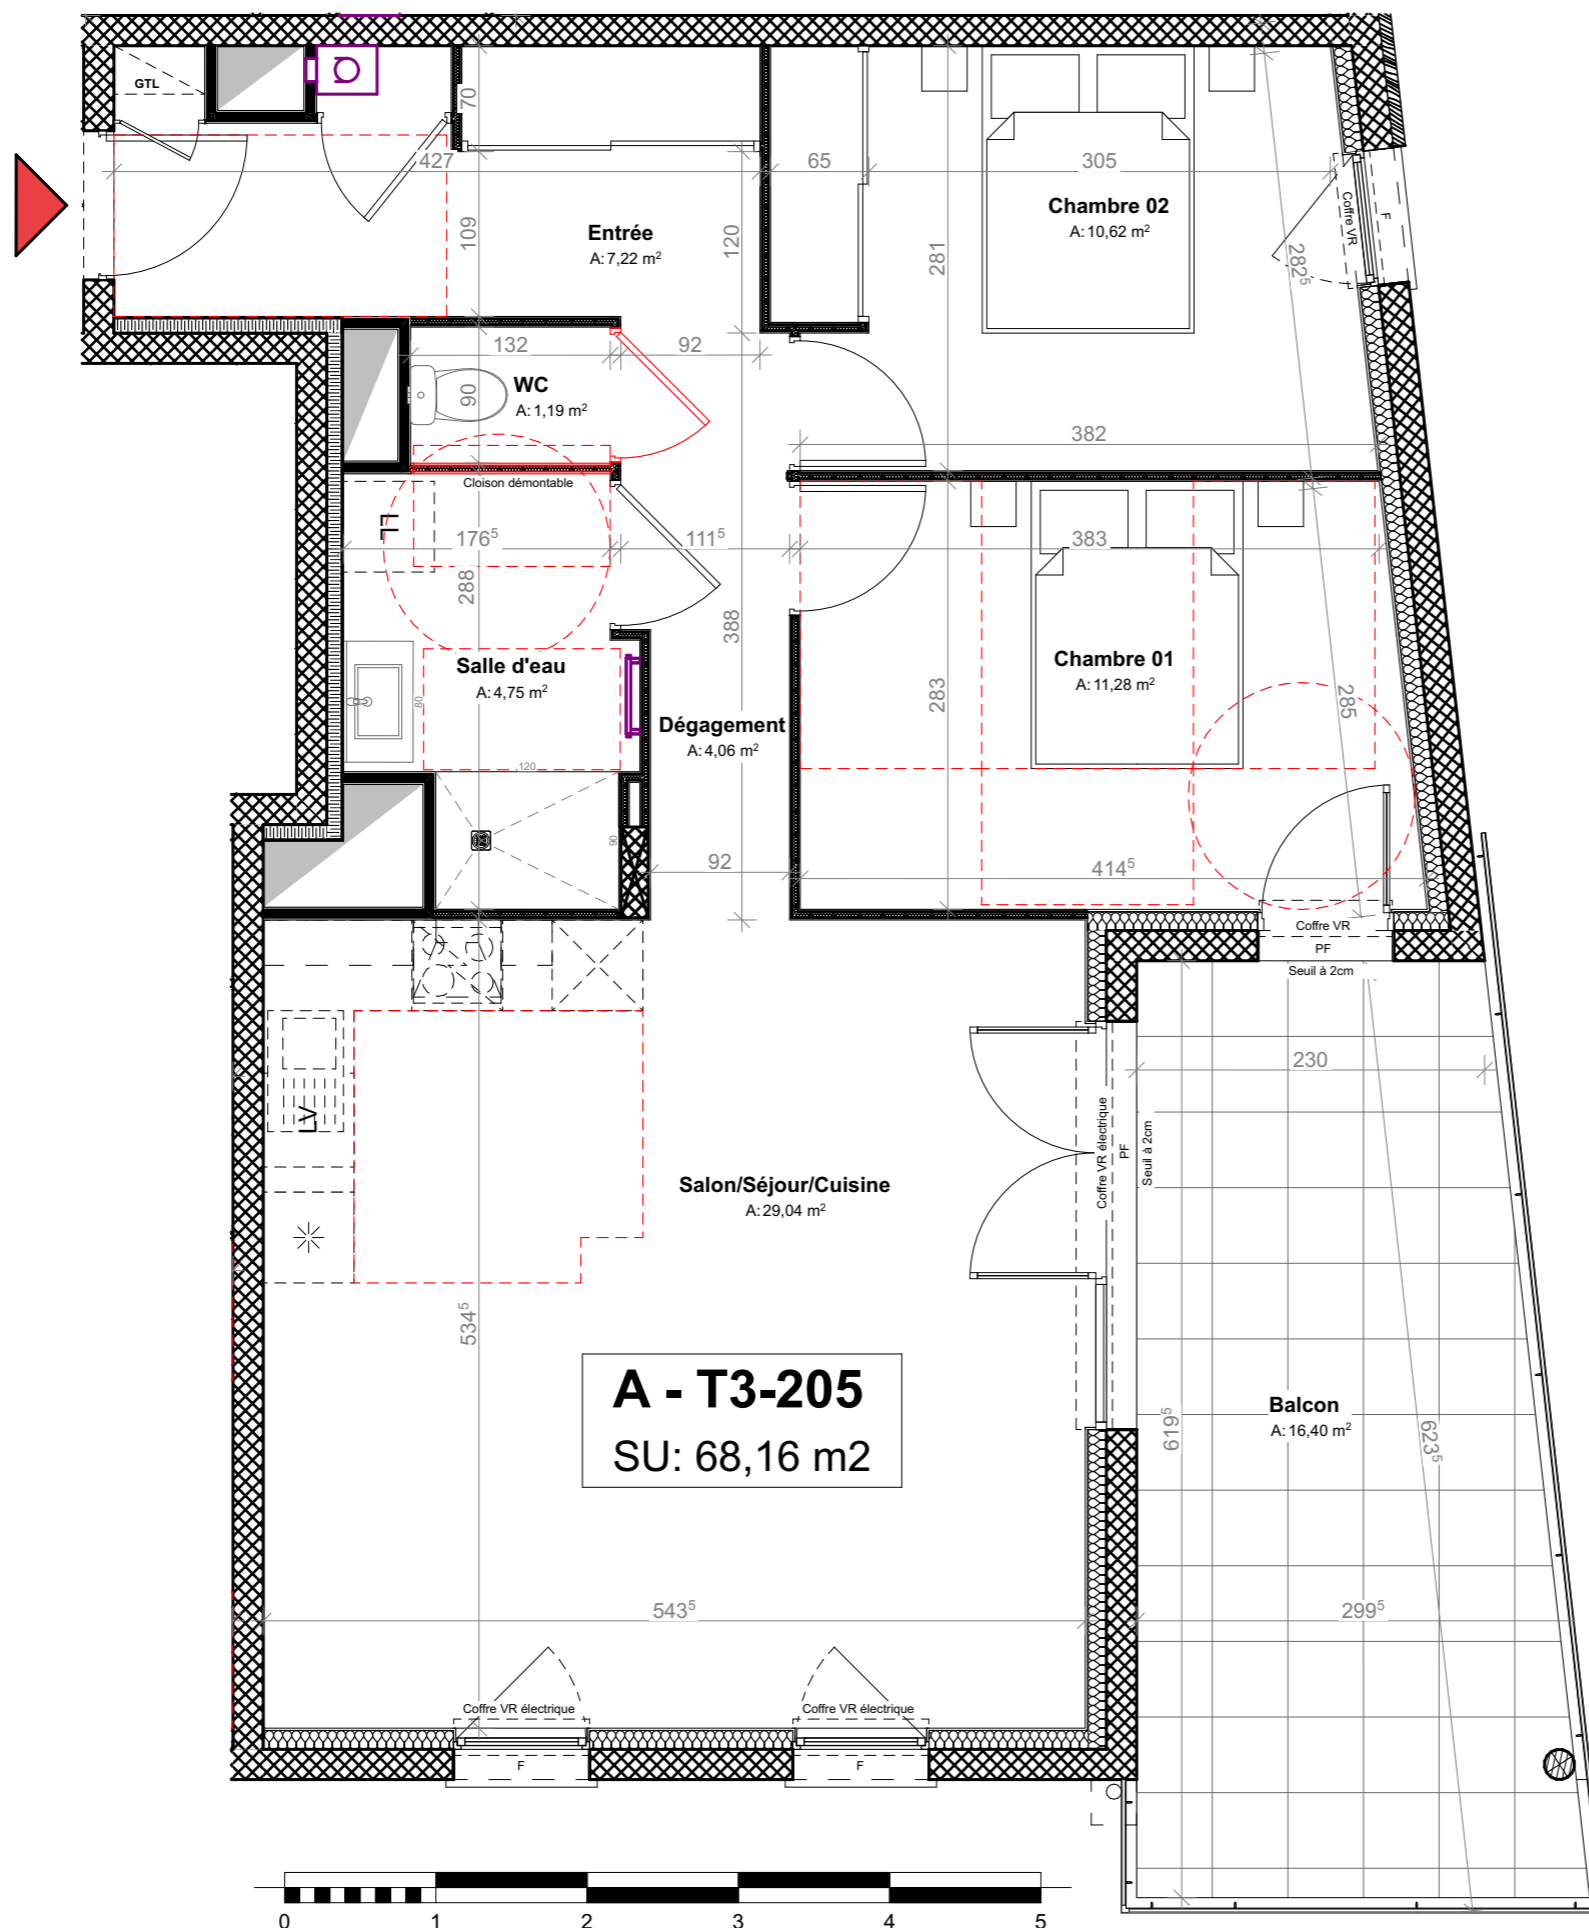 GTL
70
427
65
305
Coffre VR
F
Entrée
A: 7,22 m²
109
120
Chambre 02
A: 10,62 m²
281
282⁵
132
92
WC
A: 1,19 m²
90
382
Cloison démontable
LL
176⁵
111⁵
383
288
388
Salle d'eau
A: 4,75 m²
80
Chambre 01
A: 11,28 m²
283
285
Dégagement
A: 4,06 m²
120
90
92
414⁵
Coffre VR
PF
Seuil à 2cm
230
LV
Coffre VR électrique
PF
Seuil à 2cm
Salon/Séjour/Cuisine
A: 29,04 m²
534⁵
A - T3-205
SU: 68,16 m2
Balcon
A: 16,40 m²
619⁵
623⁵
543⁵
299⁵
Coffre VR électrique
Coffre VR électrique
F
F
0 1 2 3 4 5